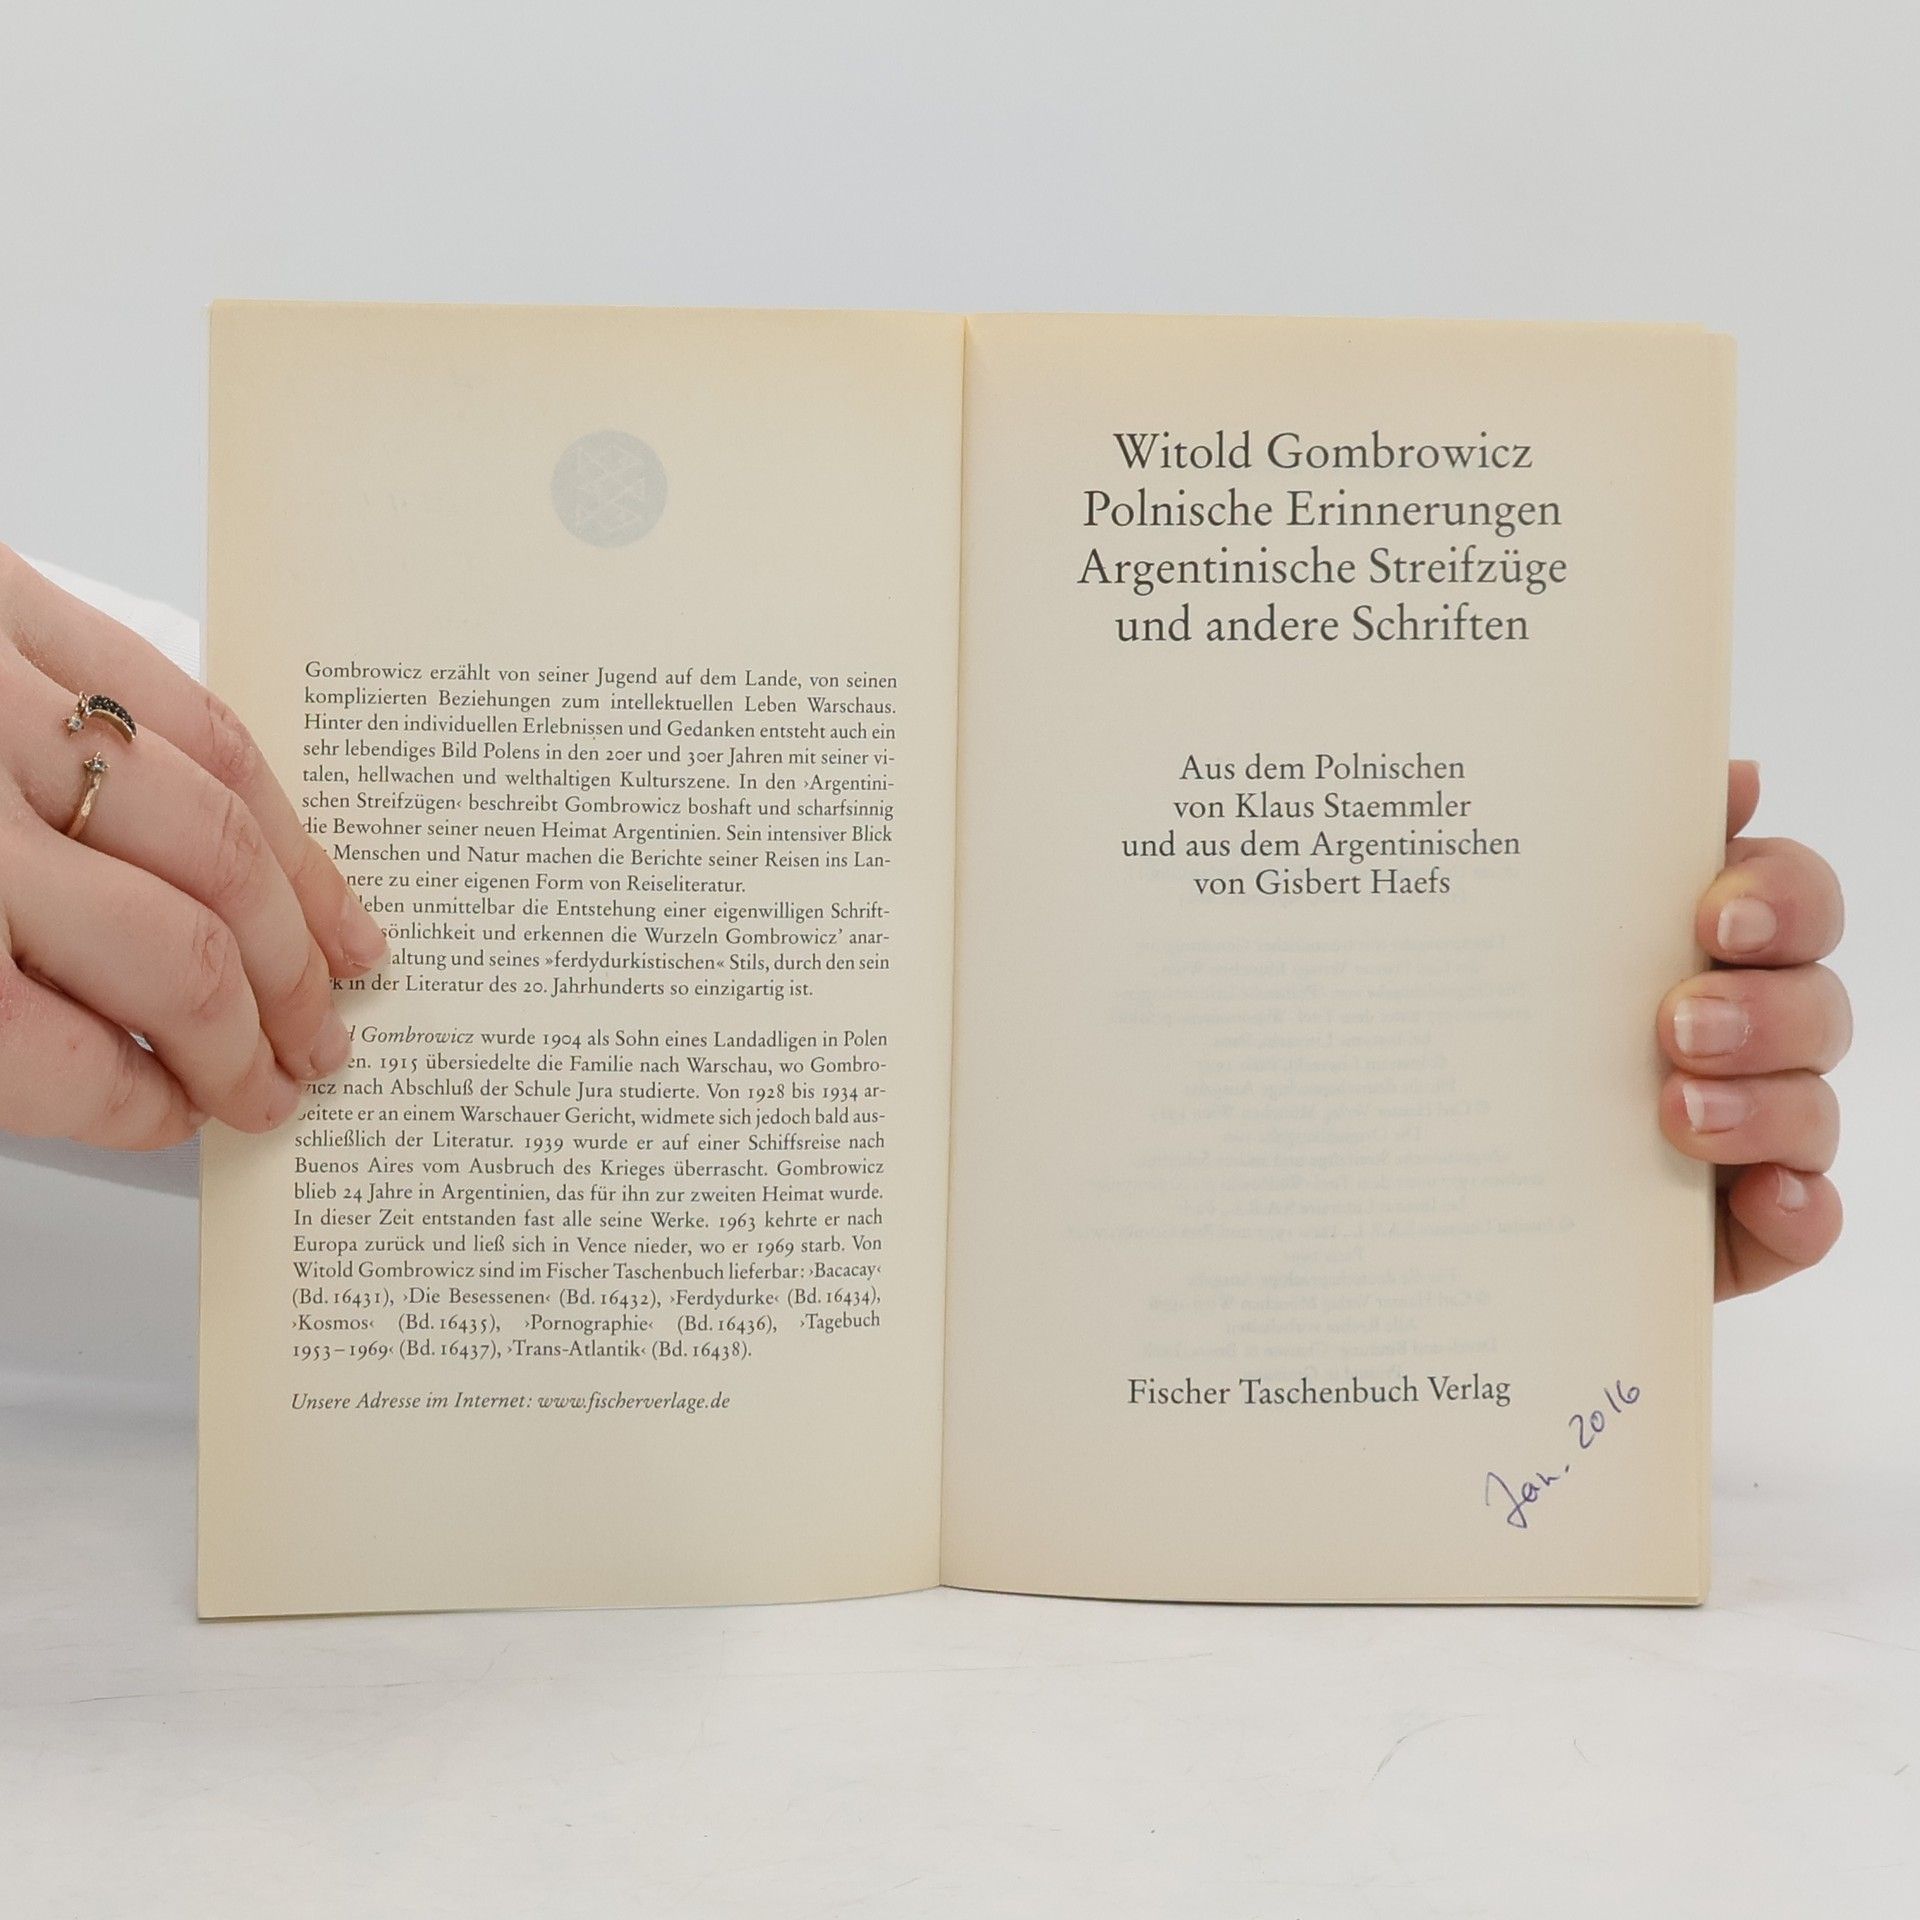 Gombrowicz erzählt von seiner Jugend auf dem Lande, von seinen
komplizierten Beziehungen zum intellektuellen Leben Warschaus.
Hinter den individuellen Erlebnissen und Gedanken entsteht auch ein
sehr lebendiges Bild Polens in den 20er und 30er Jahren mit seiner vi-
talen, hellwachen und welthaltigen Kulturszene. In den ›Argentini-
schen Streifzügen‹ beschreibt Gombrowicz boshaft und scharfsinnig
die Bewohner seiner neuen Heimat Argentinien. Sein intensiver Blick
Menschen und Natur machen die Berichte seiner Reisen ins Lan-
nere zu einer eigenen Form von Reiseliteratur.
leben unmittelbar die Entstehung einer eigenwilligen Schrift-
sönlichkeit und erkennen die Wurzeln Gombrowicz’ anar-
altung und seines »ferdydurkistischen« Stils, durch den sein
rk in der Literatur des 20. Jahrhunderts so einzigartig ist.
d Gombrowicz wurde 1904 als Sohn eines Landadligen in Polen
en. 1915 übersiedelte die Familie nach Warschau, wo Gombro-
wicz nach Abschluß der Schule Jura studierte. Von 1928 bis 1934 ar-
beitete er an einem Warschauer Gericht, widmete sich jedoch bald aus-
schließlich der Literatur. 1939 wurde er auf einer Schiffsreise nach
Buenos Aires vom Ausbruch des Krieges überrascht. Gombrowicz
blieb 24 Jahre in Argentinien, das für ihn zur zweiten Heimat wurde.
In dieser Zeit entstanden fast alle seine Werke. 1963 kehrte er nach
Europa zurück und ließ sich in Vence nieder, wo er 1969 starb. Von
Witold Gombrowicz sind im Fischer Taschenbuch lieferbar: ›Bacacay‹
(Bd. 16431), ›Die Besessenen‹ (Bd. 16432), ›Ferdydurke‹ (Bd. 16434),
›Kosmos‹ (Bd. 16435), ›Pornographie‹ (Bd. 16436), ›Tagebuch
1953–1969‹ (Bd. 16437), ›Trans-Atlantik‹ (Bd. 16438).
Unsere Adresse im Internet: www.fischerverlage.de
Witold Gombrowicz
Polnische Erinnerungen
Argentinische Streifzüge
und andere Schriften
Aus dem Polnischen
von Klaus Staemmler
und aus dem Argentinischen
von Gisbert Haefs
Fischer Taschenbuch Verlag
Jan. 2016